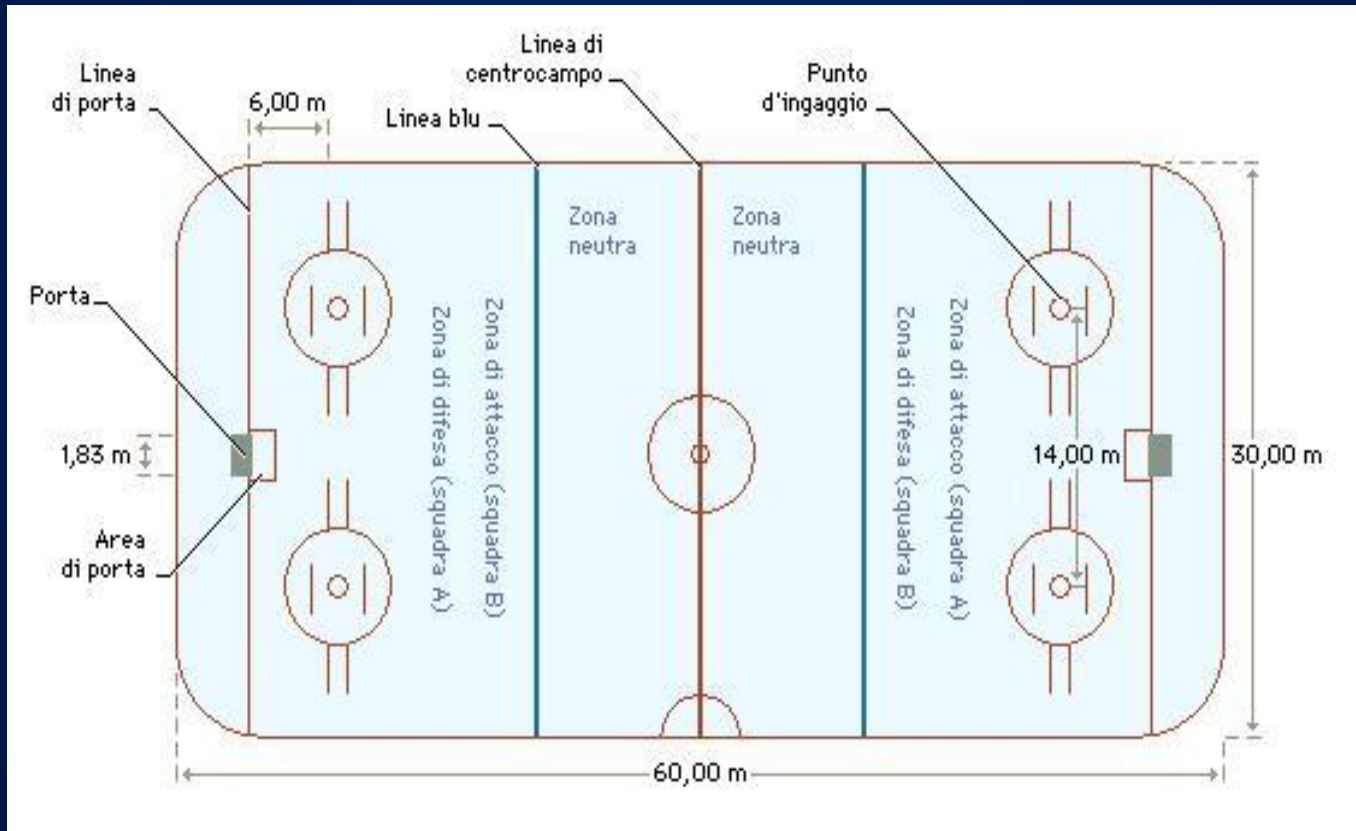 Linea
di porta
6,00 m
Linea blu
Linea di
centrocampo
Punto
d'ingaggio
Zona
neutra
Zona
neutra
Porta
Zona di difesa (squadra A)
Zona di attacco (squadra B)
Zona di difesa (squadra B)
Zona di attacco (squadra A)
1,83 m
14,00 m
30,00 m
Area
di porta
60,00 m